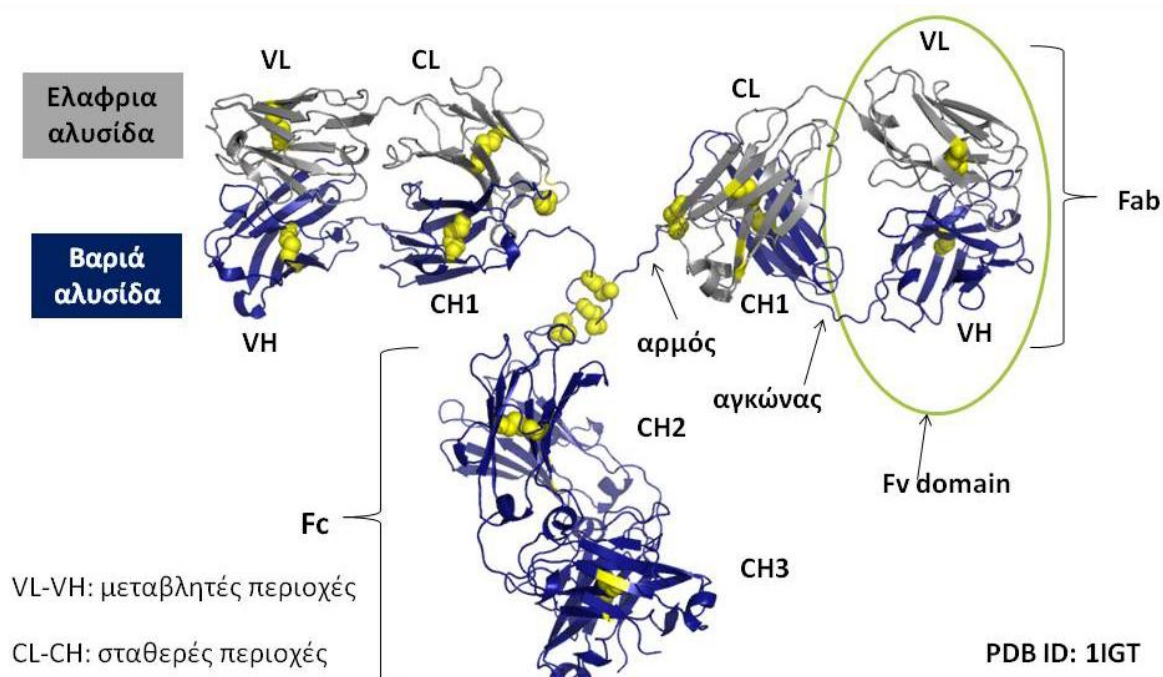 VL
CL
VL
Ελαφρια
αλυσίδα
CL
Fab
Βαριά
αλυσίδα
CH1
CH1
VH
VH
αρμός
αγκώνας
CH2
Fv domain
Fc
CH3
VL-VH: μεταβλητές περιοχές
CL-CH: σταθερές περιοχές
PDB ID: 1IGT